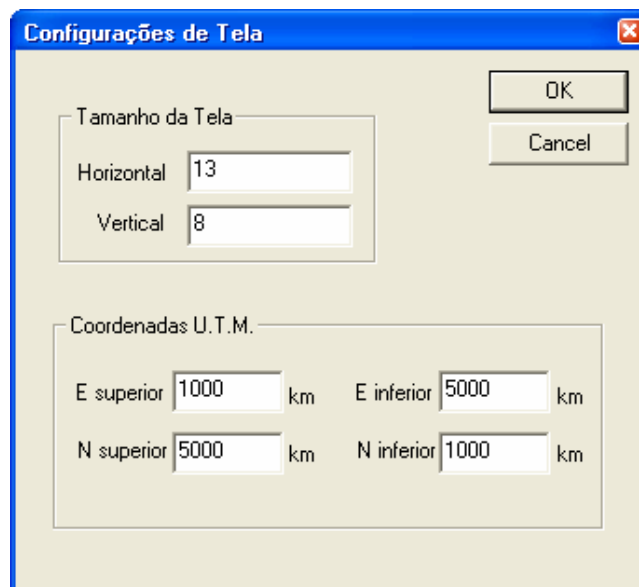 Configurações de Tela
OK
Cancel
Tamanho da Tela
Horizontal 13
Vertical 8
Coordenadas U.T.M.
E superior 1000 km E inferior 5000 km
N superior 5000 km N inferior 1000 km